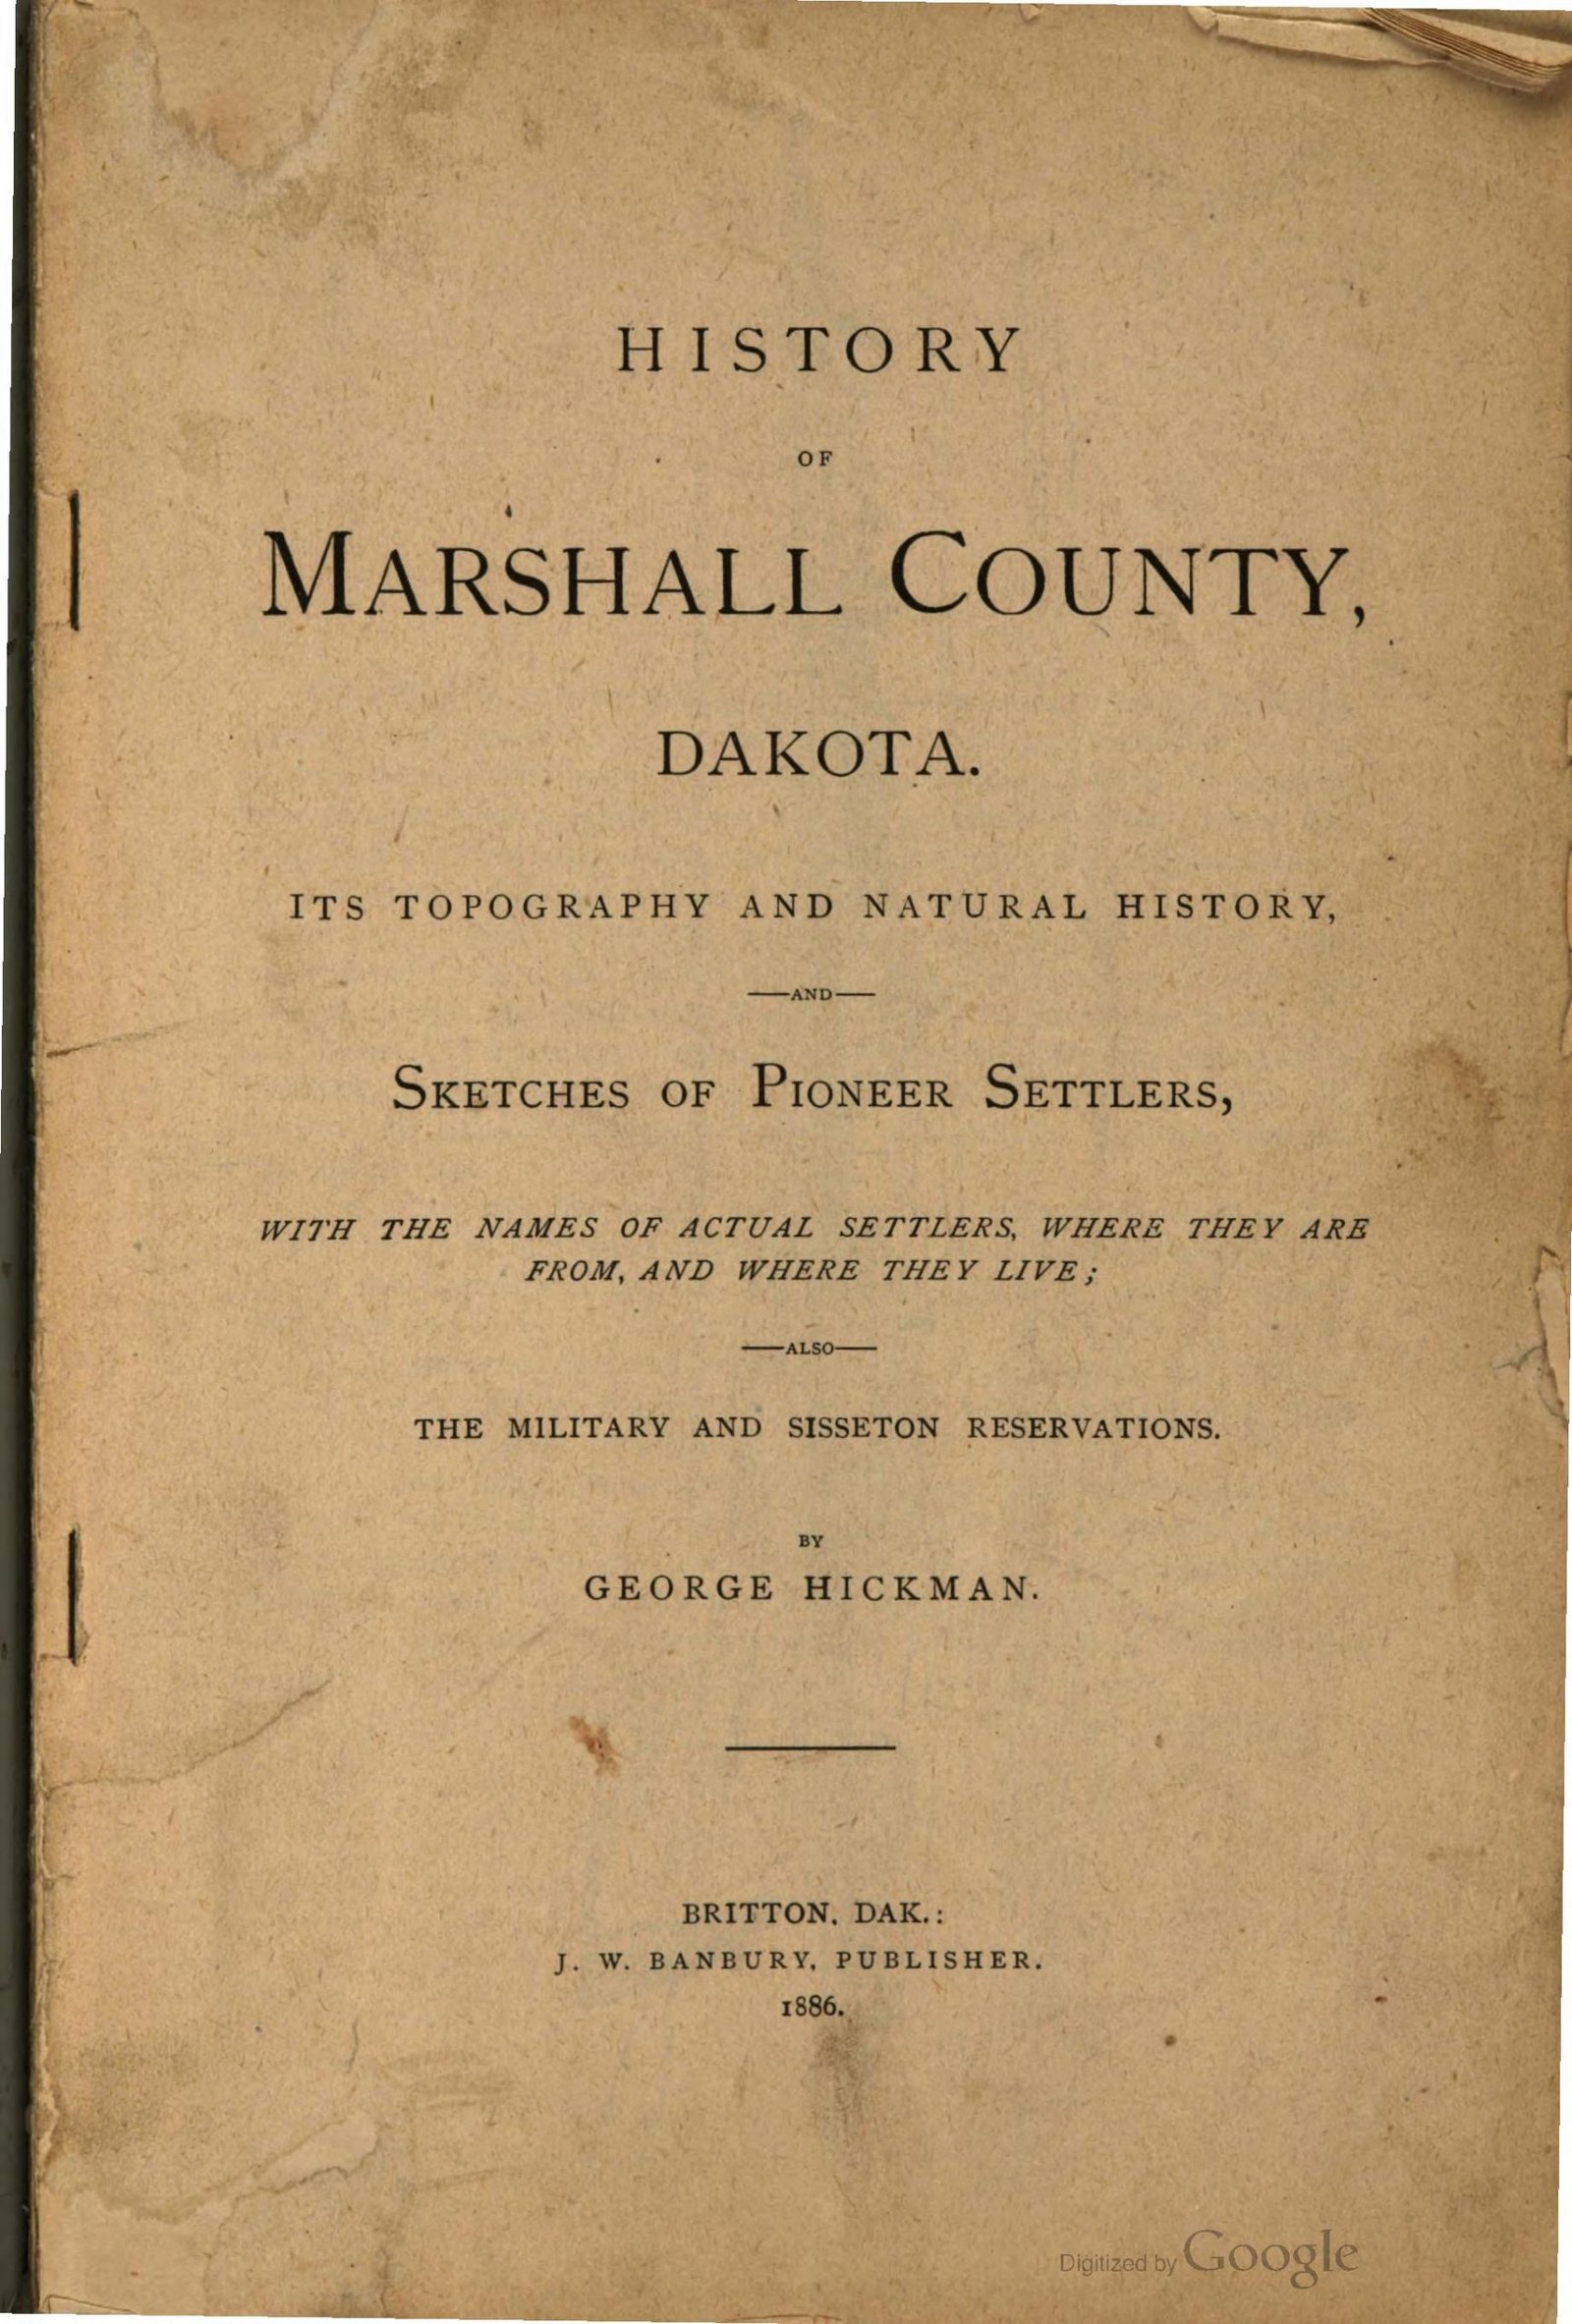 HISTORY
OF
MARSHALL COUNTY,
DAKOTA.
ITS TOPOGRAPHY AND NATURAL HISTORY,
—AND—
SKETCHES OF PIONEER SETTLERS,
WITH THE NAMES OF ACTUAL SETTLERS, WHERE THEY ARE
FROM, AND WHERE THEY LIVE;
—ALSO—
THE MILITARY AND SISSETON RESERVATIONS.
BY
GEORGE HICKMAN.
BRITTON, DAK.:
J. W. BANBURY, PUBLISHER.
1886.
Digitized by Google